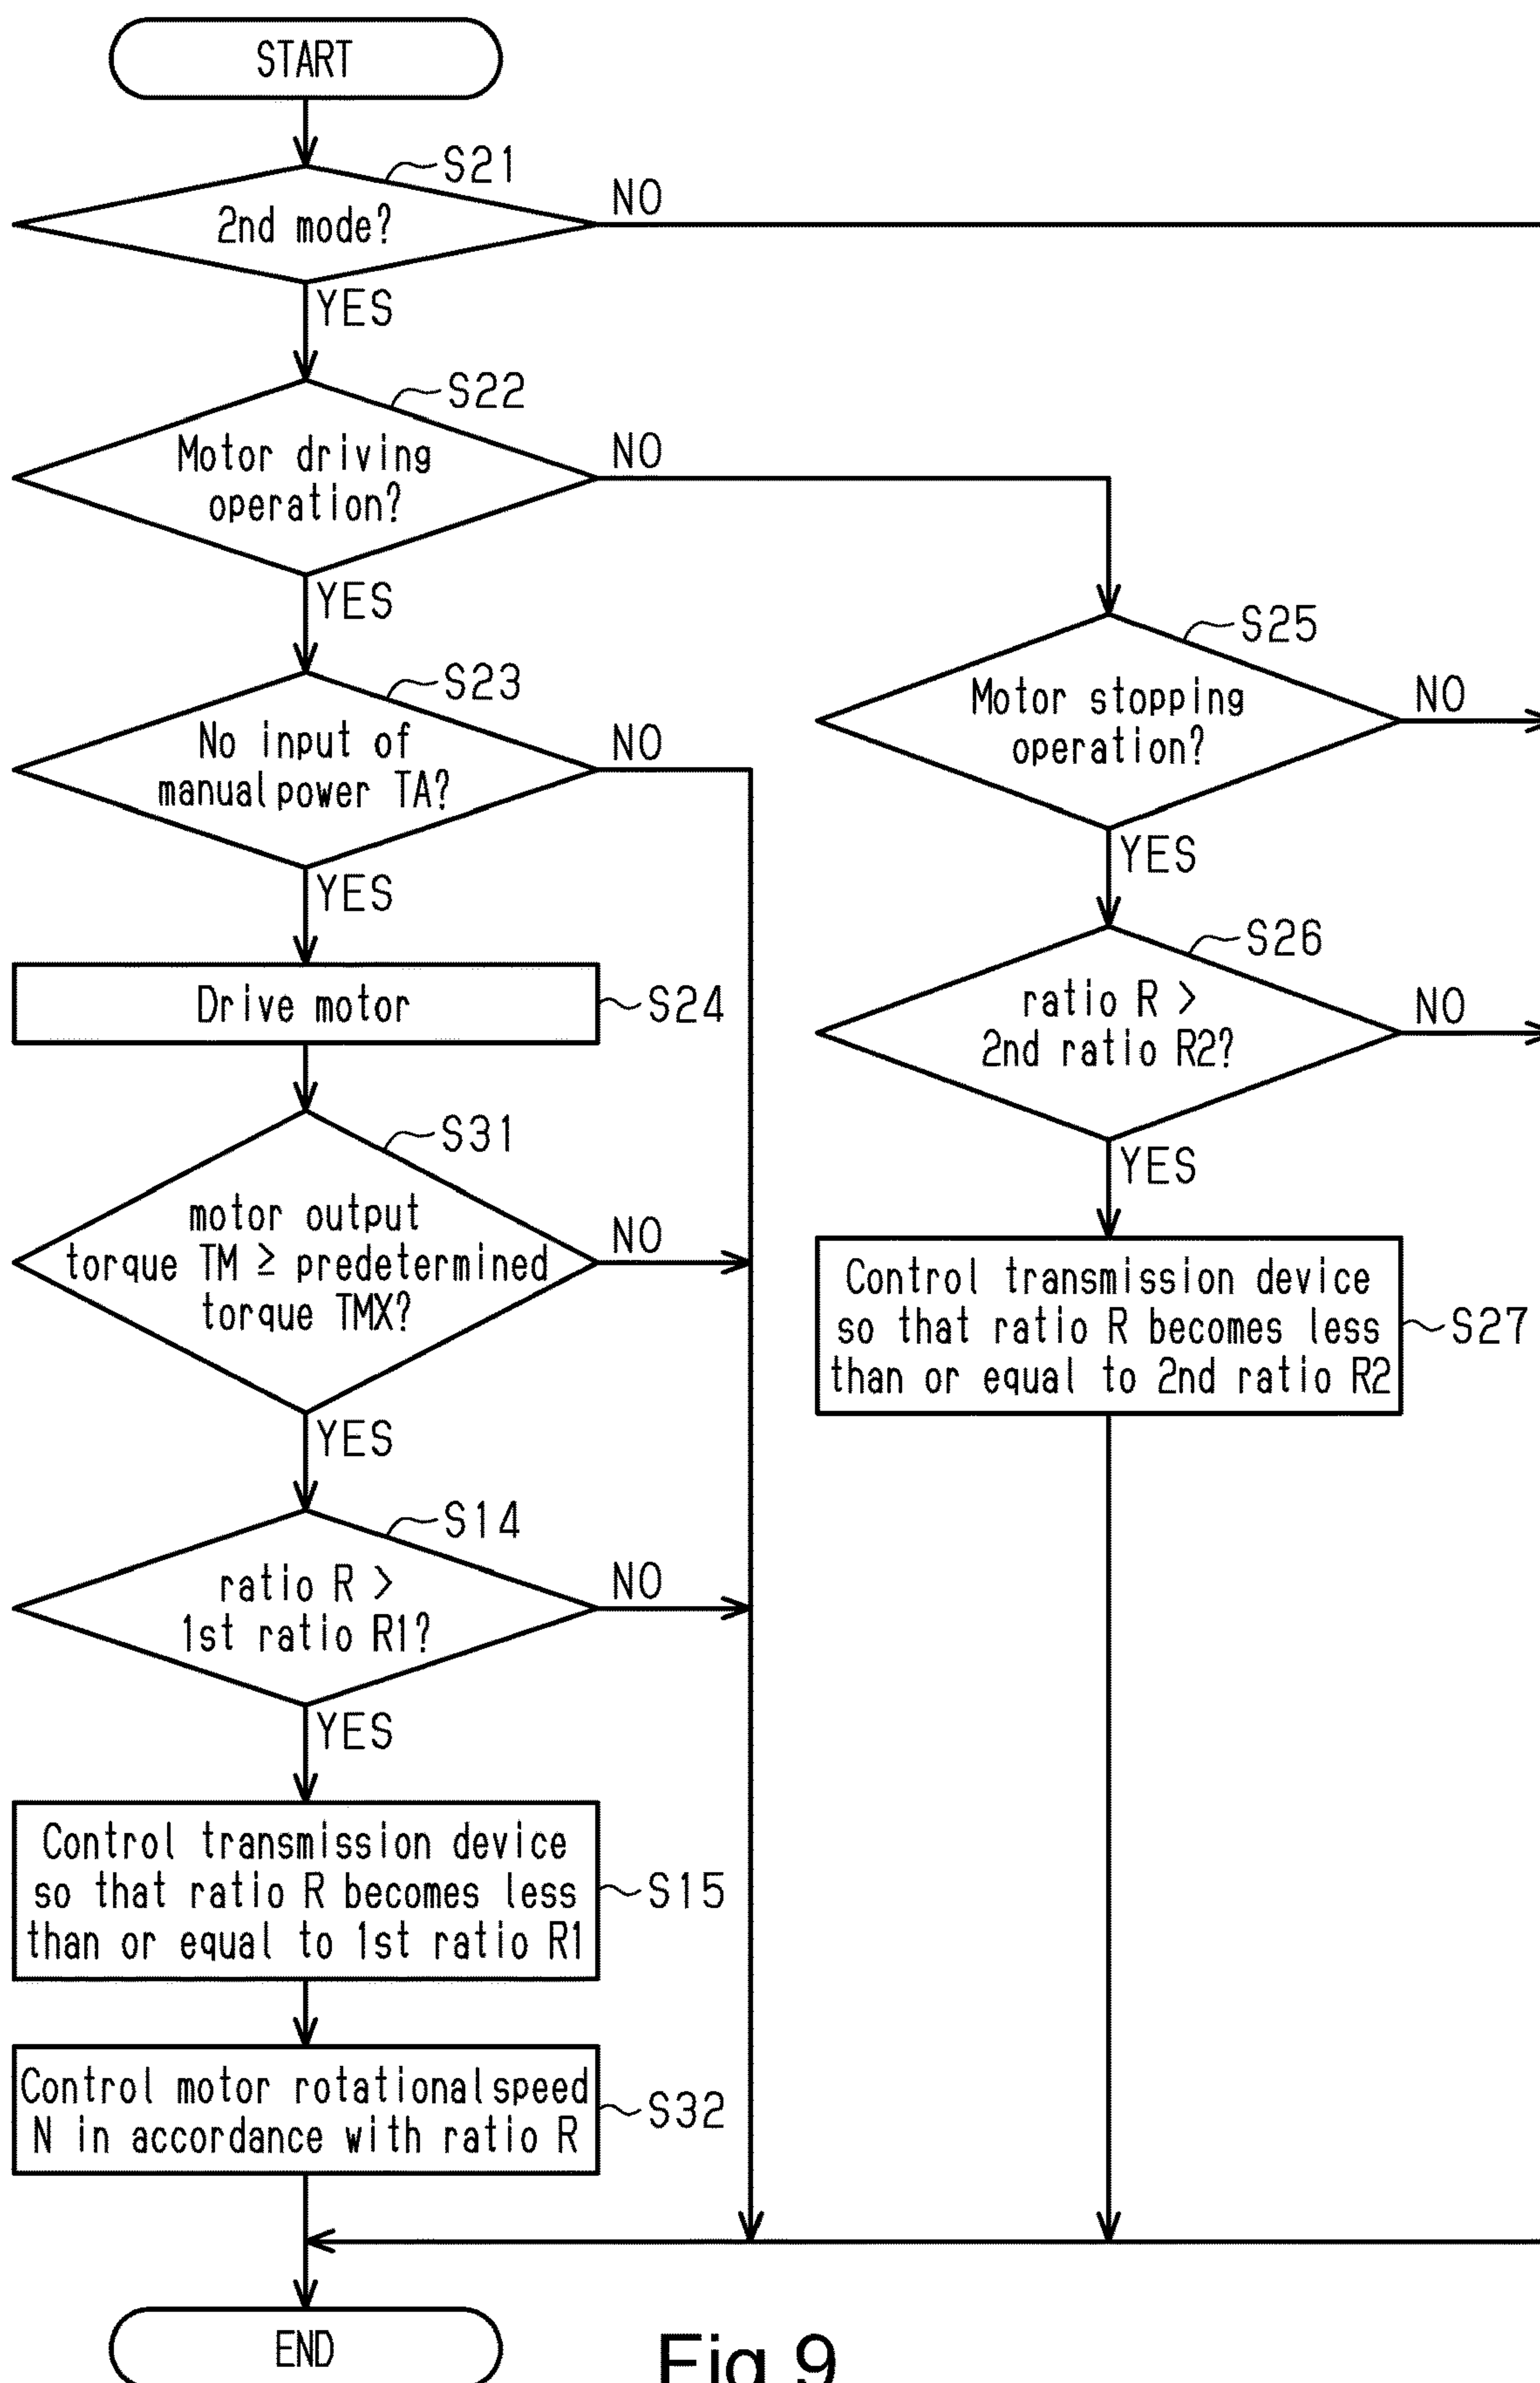 START
S21
2nd mode?
NO
YES
S22
Motor driving
operation?
NO
YES
S23
No input of
manual power TA?
NO
YES
Drive motor
S24
S31
motor output
torque TM ≥ predetermined
torque TMX?
NO
YES
S14
ratio R >
1st ratio R1?
NO
YES
Control transmission device
so that ratio R becomes less
than or equal to 1st ratio R1
S15
Control motor rotational speed
N in accordance with ratio R
S32
END
S25
Motor stopping
operation?
NO
YES
S26
ratio R >
2nd ratio R2?
NO
YES
Control transmission device
so that ratio R becomes less
than or equal to 2nd ratio R2
S27
Fig.9